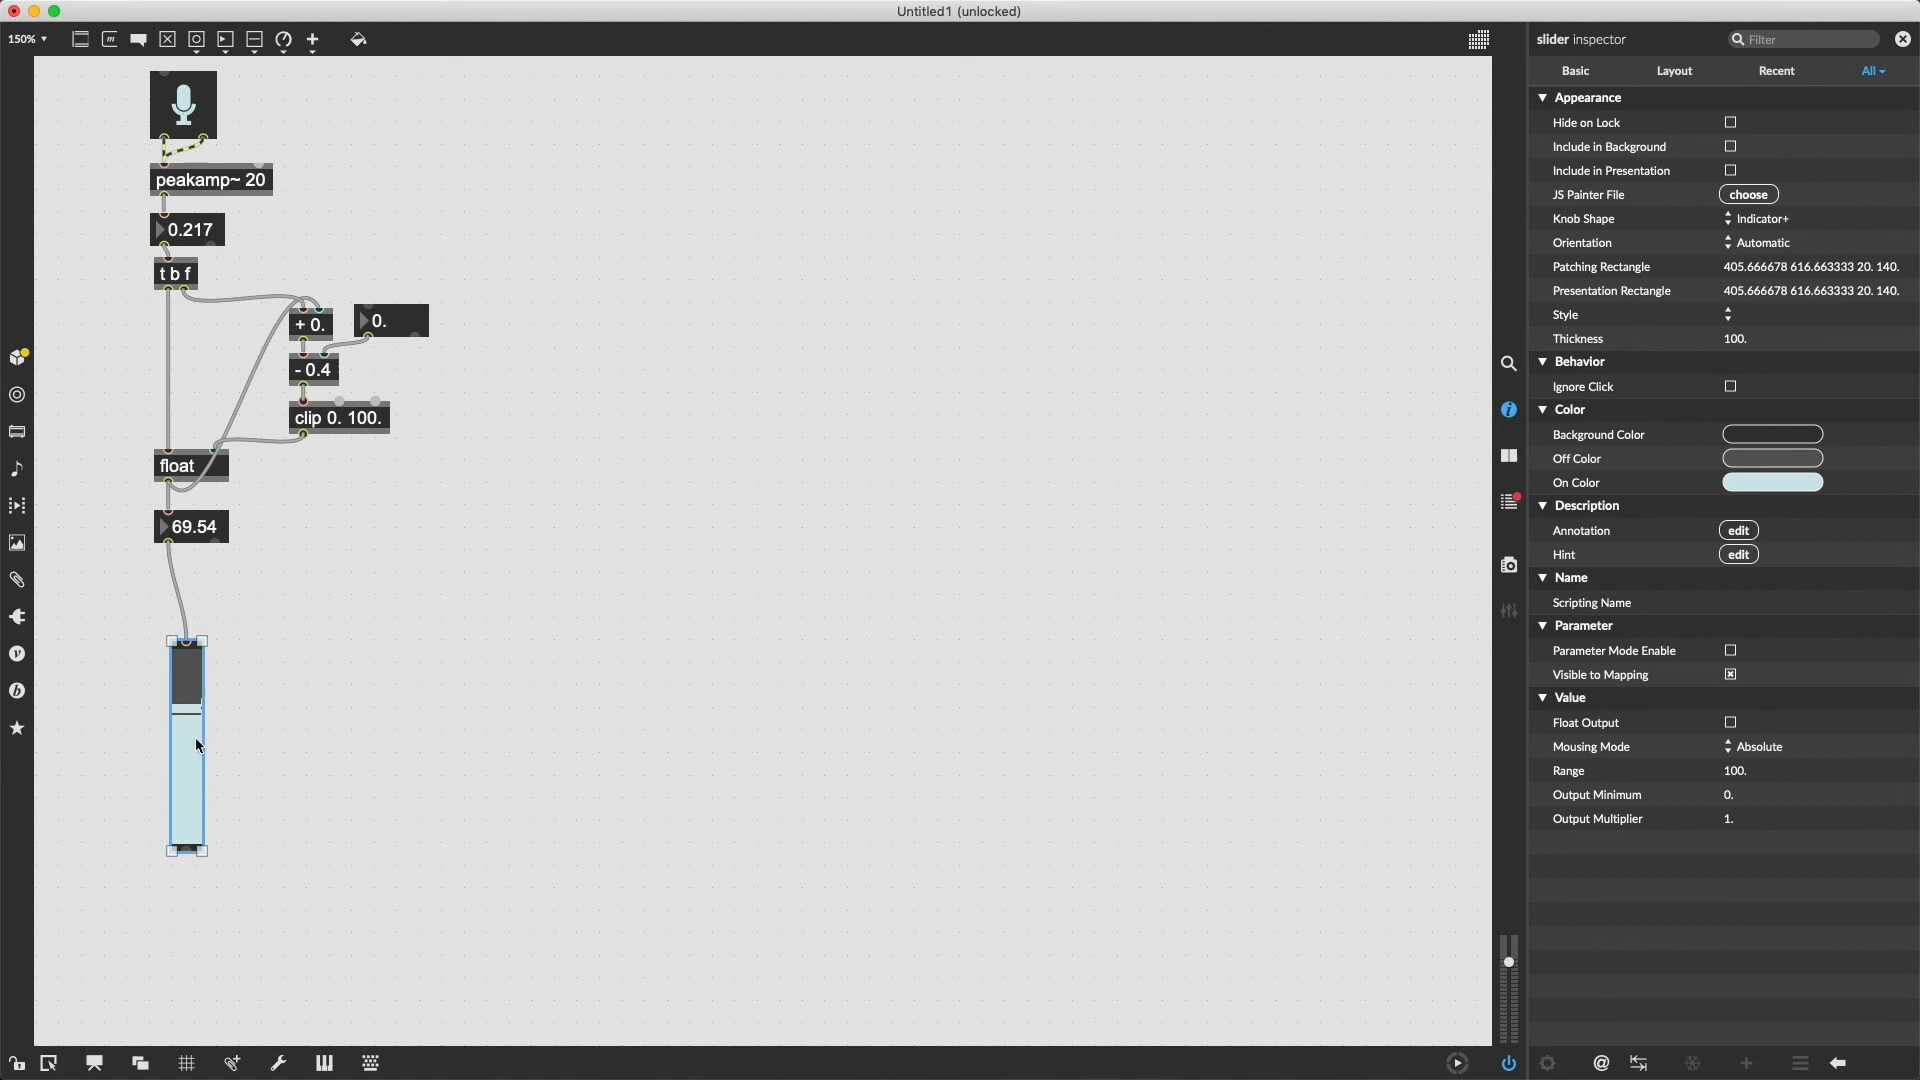 Untitled1 (unlocked)
150%
slider inspector
Filter
Basic
Layout
Recent
All
Appearance
Hide on Lock
Include in Background
Include in Presentation
JS Painter File choose
Knob Shape Indicator+
Orientation Automatic
Patching Rectangle 405.666678 616.663333 20. 140.
Presentation Rectangle 405.666678 616.663333 20. 140.
Style
Thickness 100.
Behavior
Ignore Click
Color
Background Color
Off Color
On Color
Description
Annotation edit
Hint edit
Name
Scripting Name
Parameter
Parameter Mode Enable
Visible to Mapping
Value
Float Output
Mousing Mode Absolute
Range 100.
Output Minimum 0.
Output Multiplier 1.
peakamp~ 20
0.217
t b f
+ 0.
0.
- 0.4
clip 0. 100.
float
69.54